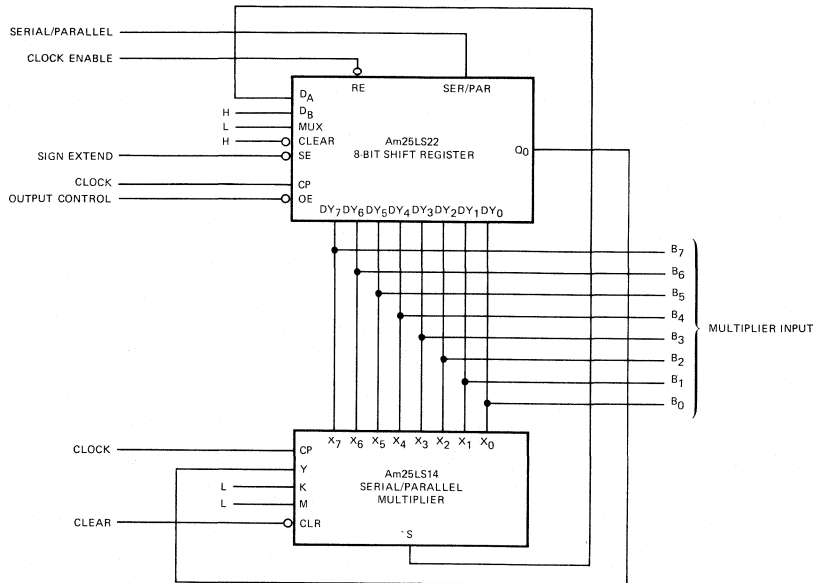 SERIAL/PARALLEL
CLOCK ENABLE
RE
SER/PAR
DA
H
DB
L
MUX
H
CLEAR
Am25LS22
8-BIT SHIFT REGISTER
Q0
SIGN EXTEND
SE
CLOCK
CP
OUTPUT CONTROL
OE
DY7 DY6 DY5 DY4 DY3 DY2 DY1 DY0
B7
B6
B5
B4
B3
B2
B1
B0
MULTIPLIER INPUT
X7 X6 X5 X4 X3 X2 X1 X0
CLOCK
CP
Y
L
K
L
M
Am25LS14
SERIAL/PARALLEL
MULTIPLIER
CLEAR
CLR
S